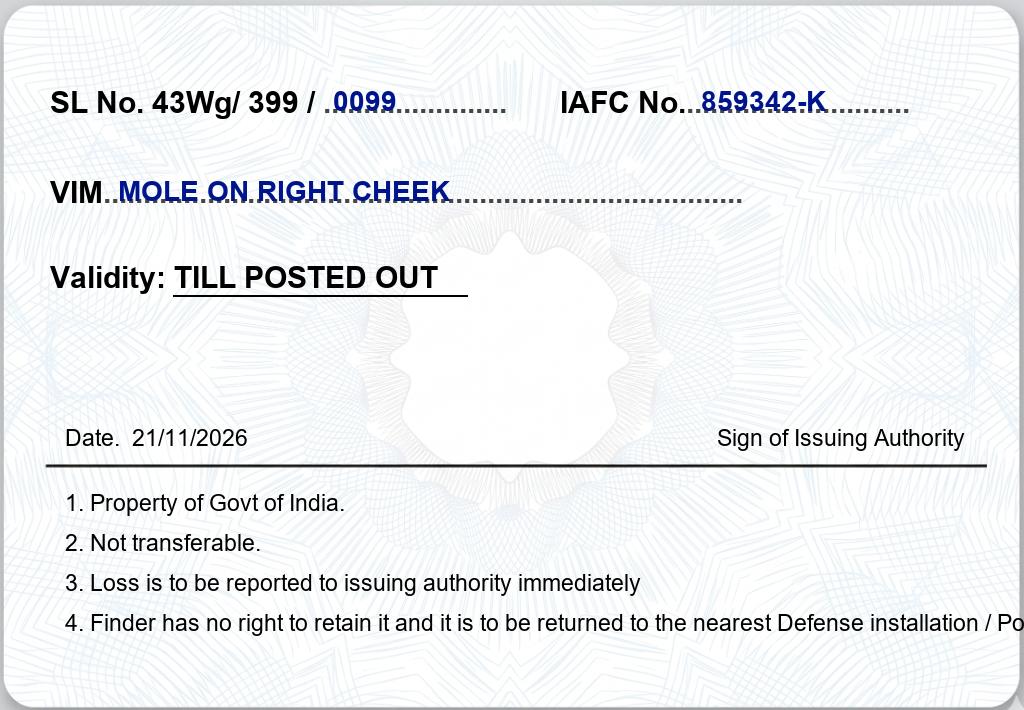 SL No. 43Wg/ 399 / 0099 IAFC No. 859342-K
VIM MOLE ON RIGHT CHEEK
Validity: TILL POSTED OUT
Date. 21/11/2026 Sign of Issuing Authority
1. Property of Govt of India.
2. Not transferable.
3. Loss is to be reported to issuing authority immediately
4. Finder has no right to retain it and it is to be returned to the nearest Defense installation / Po